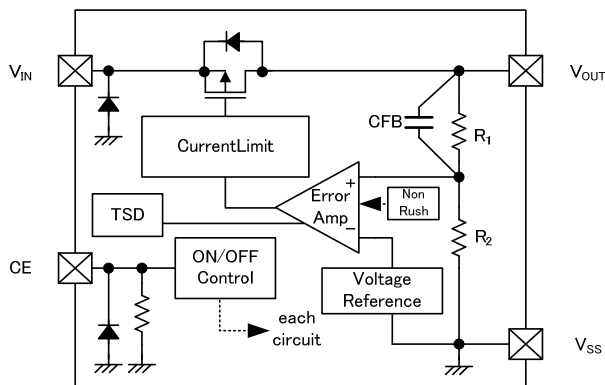 VIN
VOUT
CFB
R1
CurrentLimit
Error
Amp
+
−
Non
Rush
TSD
R2
CE
ON/OFF
Control
Voltage
Reference
each
circuit
VSS